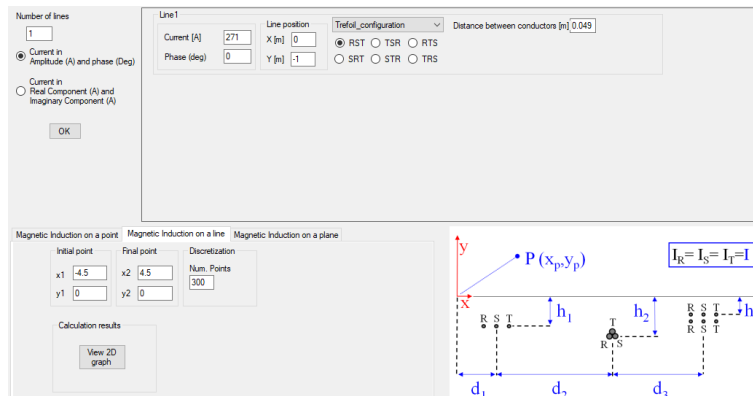 Number of lines
1
Current in
Amplitude (A) and phase (Deg)
Current in
Real Component (A) and
Imaginary Component (A)
OK
Line1
Current [A] 271
Phase (deg) 0
Line position
X [m] 0
Y [m] -1
Trefoil_configuration
RST TSR RTS
SRT STR TRS
Distance between conductors [m] 0.049
Magnetic Induction on a point Magnetic Induction on a line Magnetic Induction on a plane
Initial point
x1 -4.5
y1 0
Final point
x2 4.5
y2 0
Discretization
Num. Points
300
Calculation results
View 2D
graph
y
P (xp,yp)
IR= IS= IT=I
x
h1
h2
h
R S T
T
R S
R S T
R S T
d1
d2
d3